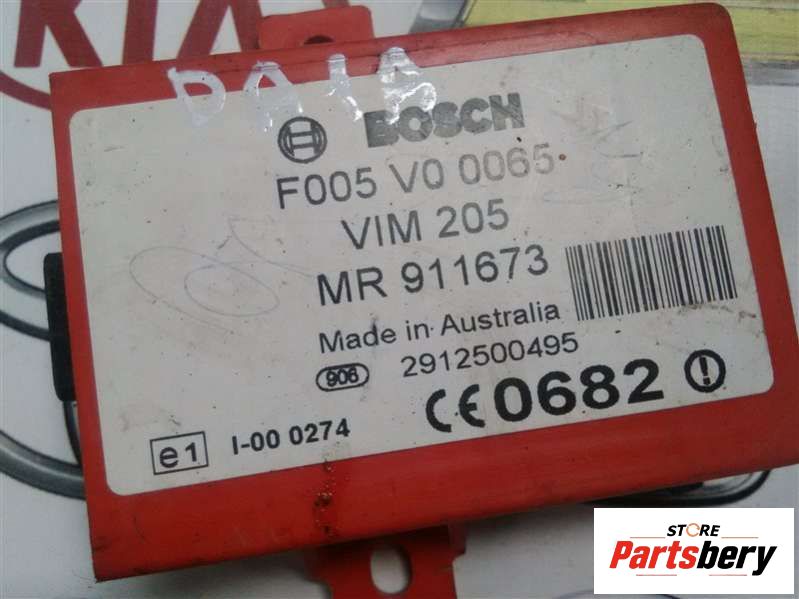 KIA
BOSCH
F005 V0 0065
VIM 205
MR 911673
Made in Australia
906 2912500495
CE0682
e1 I-00 0274
STORE
Partsbery